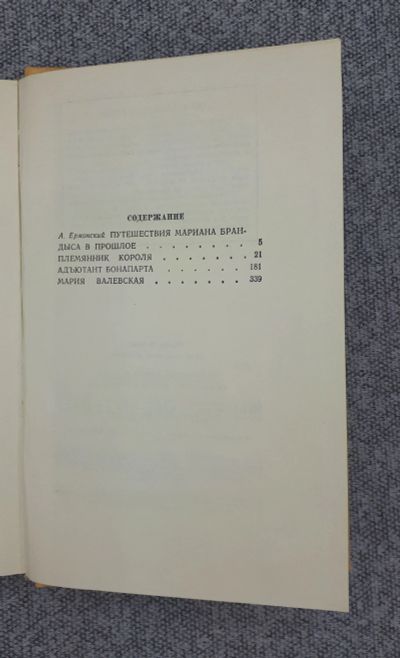 СОДЕРЖАНИЕ
А. Ермонский ПУТЕШЕСТВИЯ МАРИАНА БРАН-
ДЫСА В ПРОШЛОЕ . . . . . . . . 5
ПЛЕМЯННИК КОРОЛЯ . . . . . . . 21
АДЪЮТАНТ БОНАПАРТА . . . . . . 181
МАРИЯ ВАЛЕВСКАЯ . . . . . . . 339